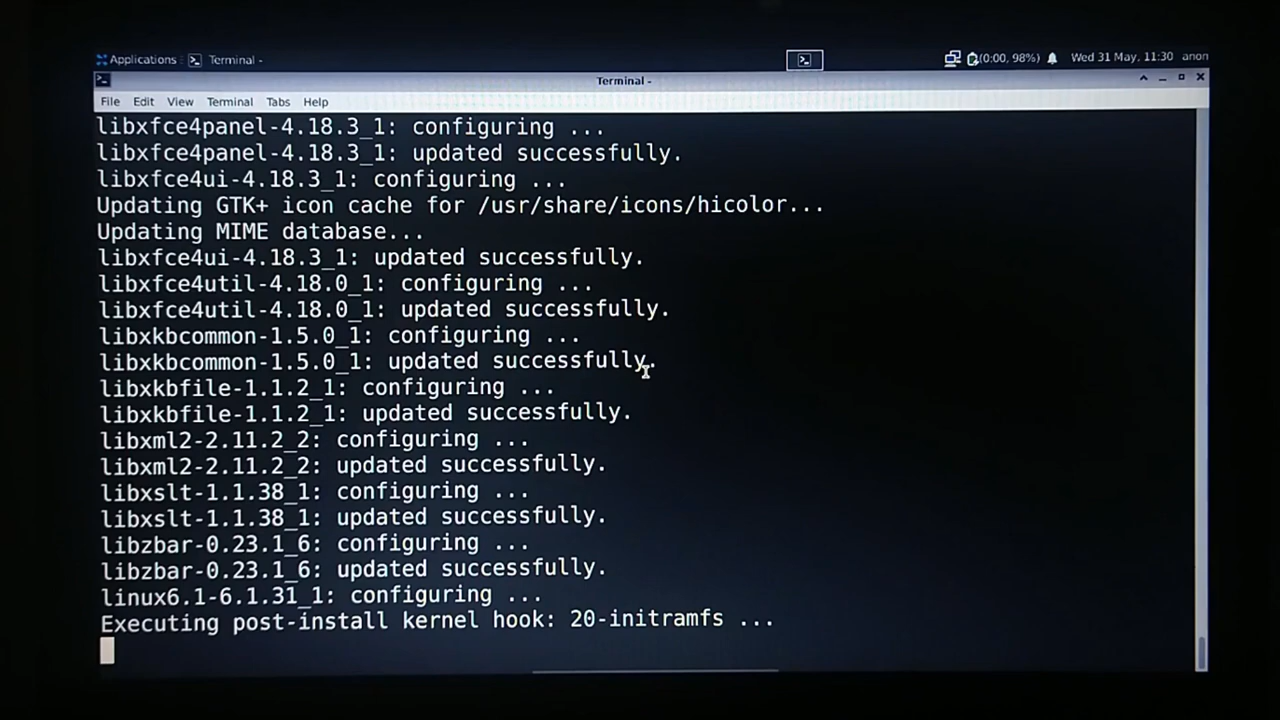 Applications Terminal - (0:00, 98%) Wed 31 May, 11:30 anon
Terminal -
File Edit View Terminal Tabs Help
libxfce4panel-4.18.3_1: configuring ...
libxfce4panel-4.18.3_1: updated successfully.
libxfce4ui-4.18.3_1: configuring ...
Updating GTK+ icon cache for /usr/share/icons/hicolor...
Updating MIME database...
libxfce4ui-4.18.3_1: updated successfully.
libxfce4util-4.18.0_1: configuring ...
libxfce4util-4.18.0_1: updated successfully.
libxkbcommon-1.5.0_1: configuring ...
libxkbcommon-1.5.0_1: updated successfully.
libxkbfile-1.1.2_1: configuring ...
libxkbfile-1.1.2_1: updated successfully.
libxml2-2.11.2_2: configuring ...
libxml2-2.11.2_2: updated successfully.
libxslt-1.1.38_1: configuring ...
libxslt-1.1.38_1: updated successfully.
libzbar-0.23.1_6: configuring ...
libzbar-0.23.1_6: updated successfully.
linux6.1-6.1.31_1: configuring ...
Executing post-install kernel hook: 20-initramfs ...